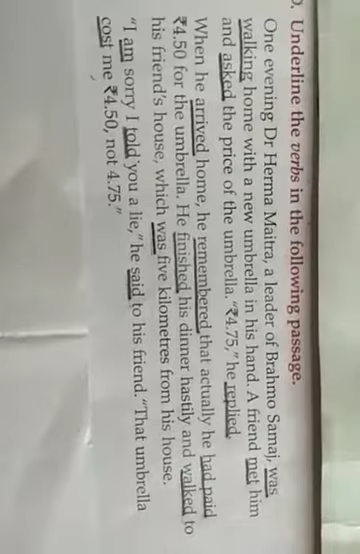 D. Underline the verbs in the following passage.
One evening Dr Herma Maitra, a leader of Brahmo Samaj, was
walking home with a new umbrella in his hand. A friend met him
and asked the price of the umbrella. "₹4.75," he replied.
When he arrived home, he remembered that actually he had paid
₹4.50 for the umbrella. He finished his dinner hastily and walked to
his friend's house, which was five kilometres from his house.
"I am sorry I told you a lie," he said to his friend. "That umbrella
cost me ₹4.50, not 4.75."